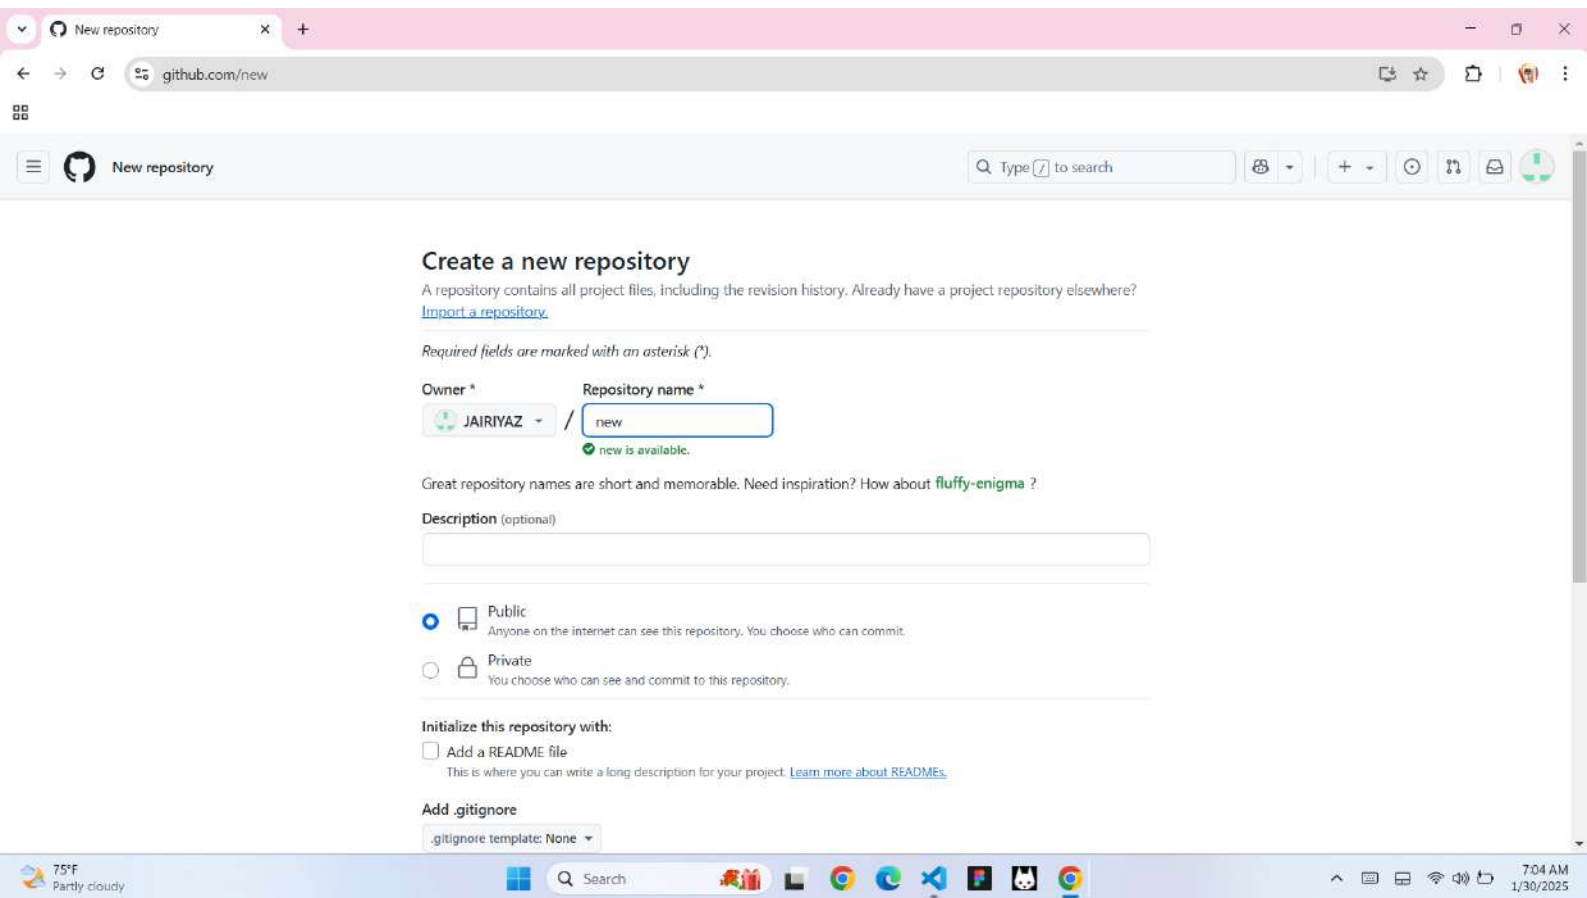 New repository
github.com/new
New repository
Type / to search
Create a new repository
A repository contains all project files, including the revision history. Already have a project repository elsewhere?
Import a repository.
Required fields are marked with an asterisk (*).
Owner * Repository name *
JAIRIYAZ / new
new is available.
Great repository names are short and memorable. Need inspiration? How about fluffy-enigma ?
Description (optional)
Public
Anyone on the internet can see this repository. You choose who can commit.
Private
You choose who can see and commit to this repository.
Initialize this repository with:
Add a README file
This is where you can write a long description for your project. Learn more about READMEs.
Add .gitignore
.gitignore template: None
75°F
Partly cloudy
Search
7:04 AM
1/30/2025